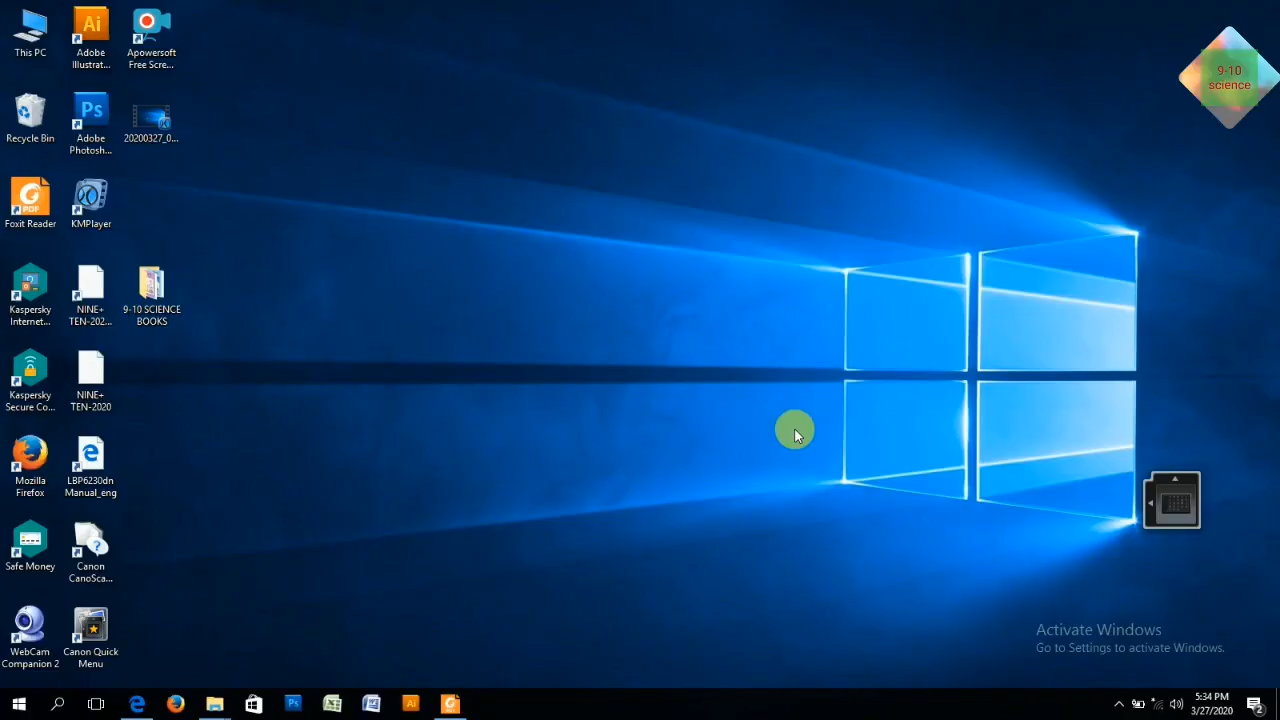 This PC
Adobe
Illustrat...
Apowersoft
Free Scre...
9-10
science
Recycle Bin
Adobe
Photosh...
20200327_0...
Foxit Reader
KMPlayer
Kaspersky
Internet...
NINE+
TEN-202...
9-10 SCIENCE
BOOKS
Kaspersky
Secure Co...
NINE+
TEN-2020
Mozilla
Firefox
LBP6230dn
Manual_eng
Safe Money
Canon
CanoSca...
WebCam
Companion 2
Canon Quick
Menu
Activate Windows
Go to Settings to activate Windows.
5:34 PM
3/27/2020
2